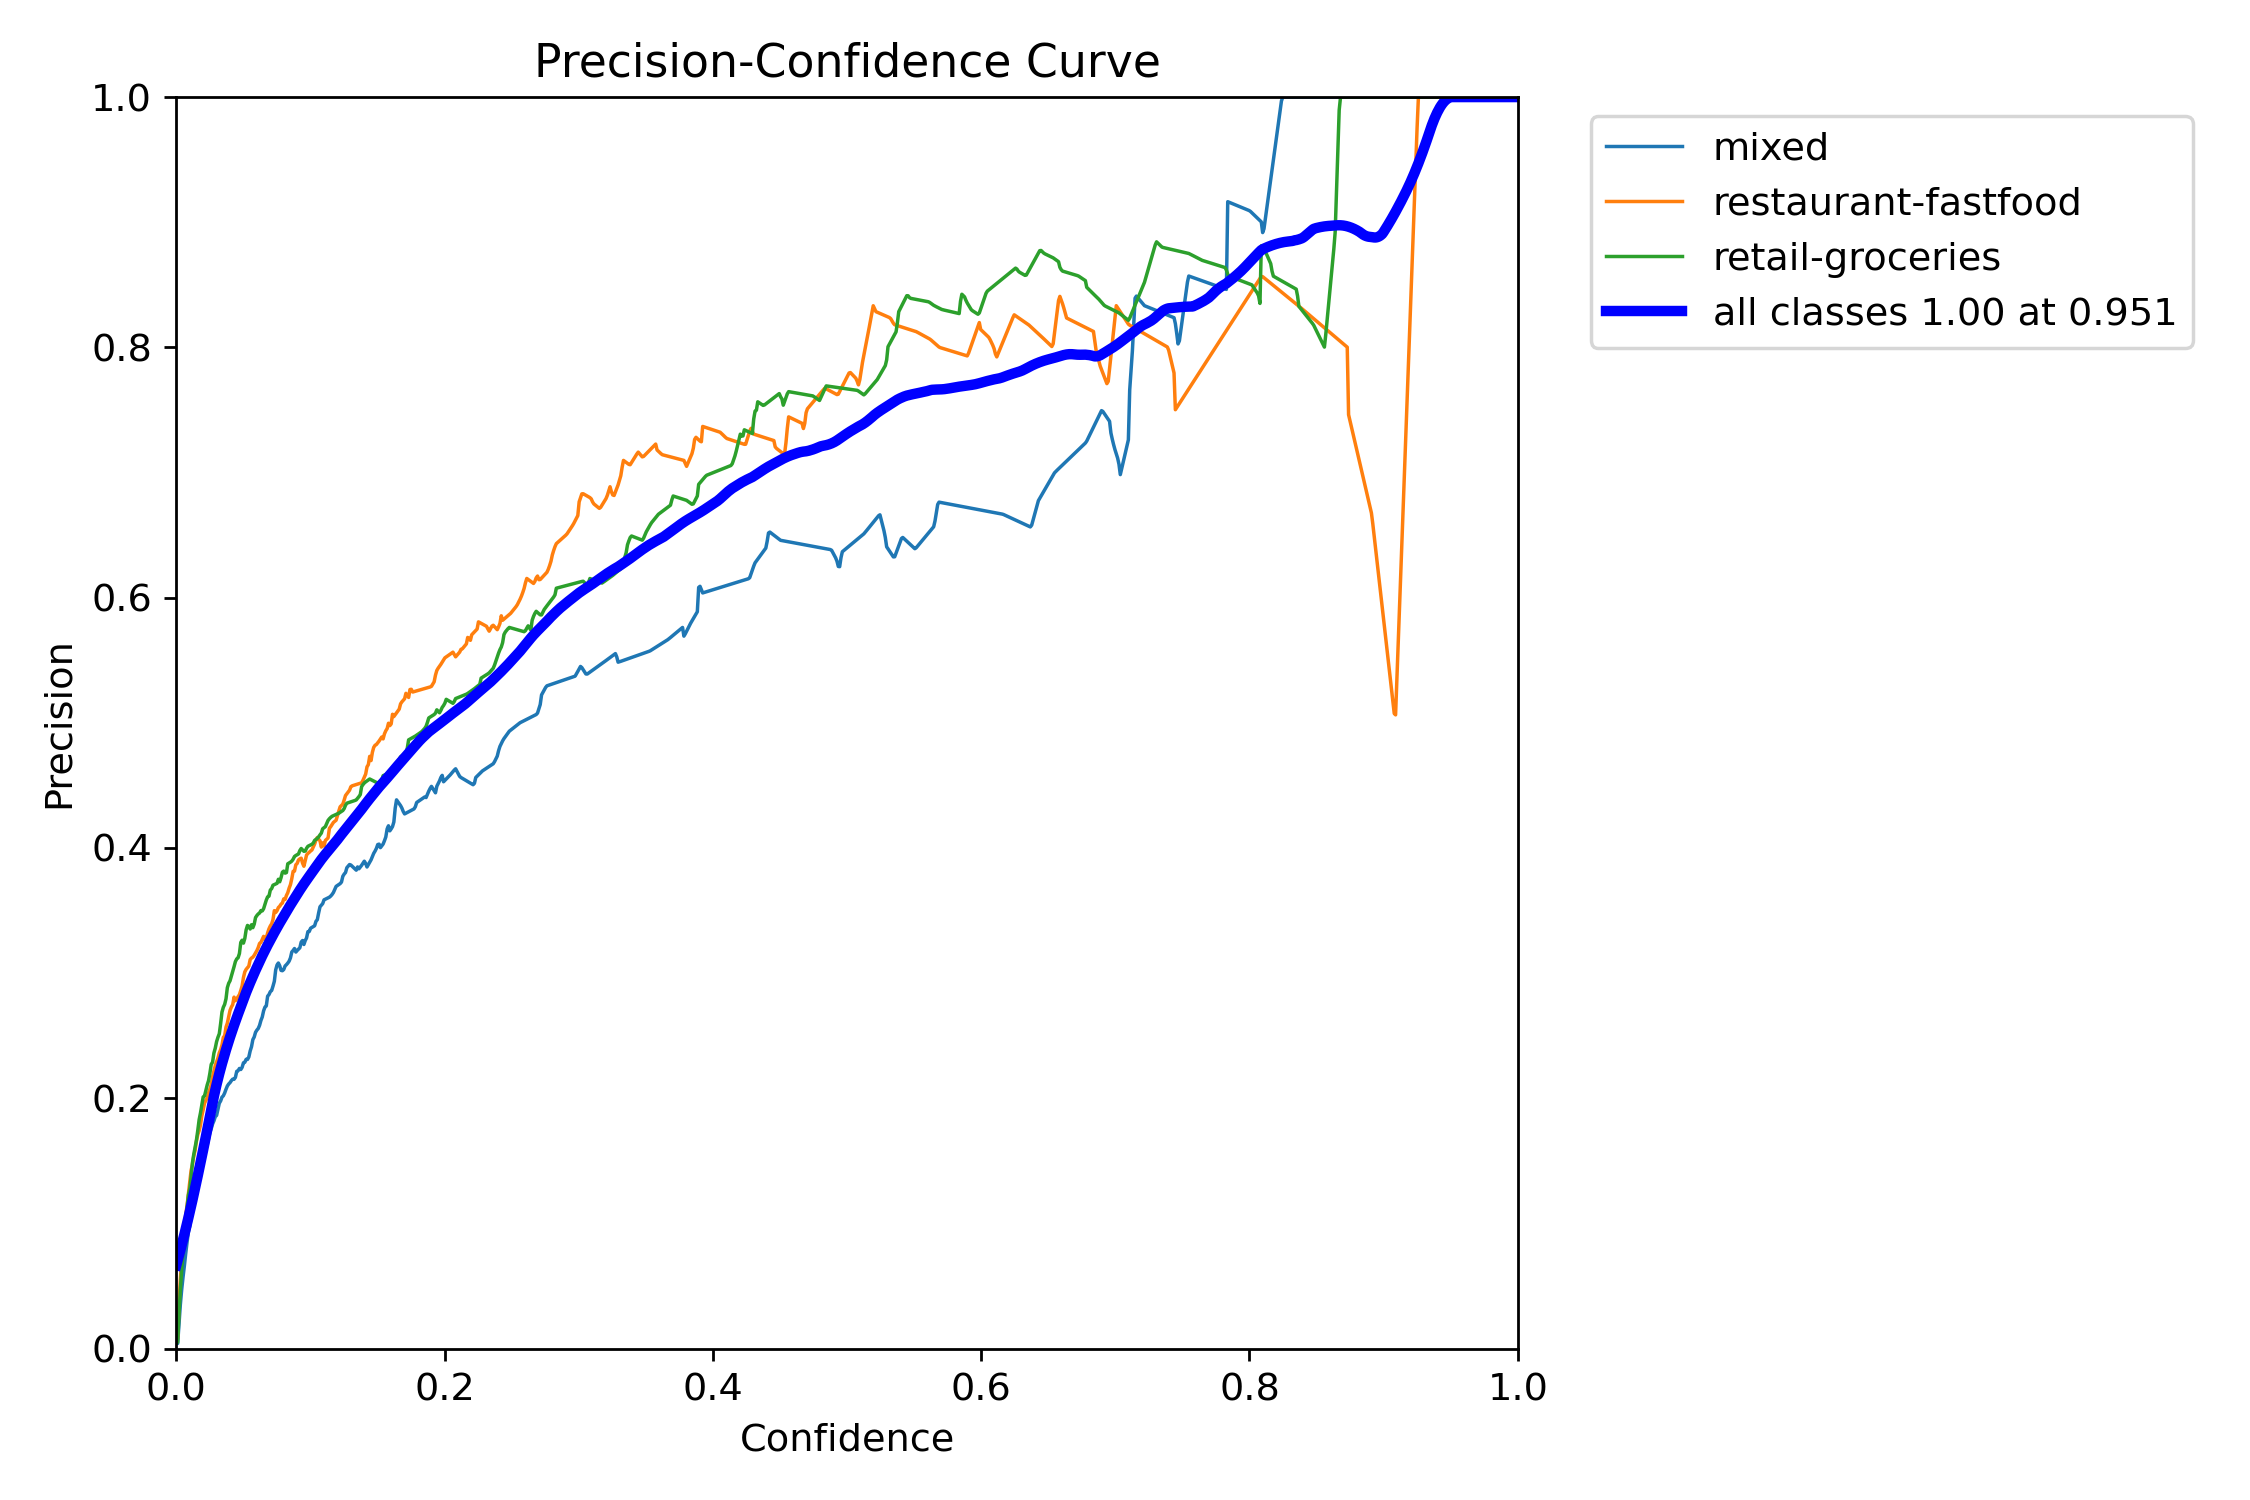 Precision-Confidence Curve
1.0
0.8
0.6
0.4
0.2
0.0
Precision
0.0 0.2 0.4 0.6 0.8 1.0
Confidence
mixed
restaurant-fastfood
retail-groceries
all classes 1.00 at 0.951